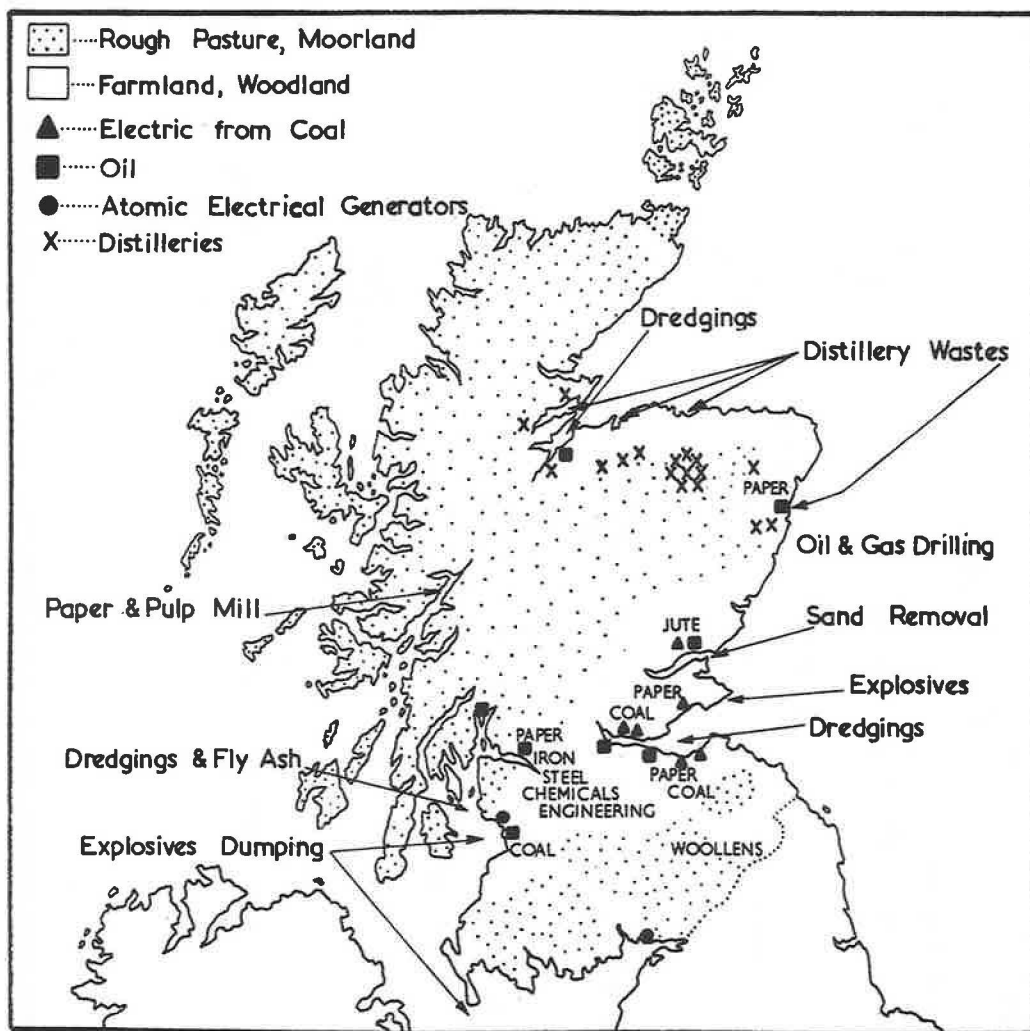 Rough Pasture, Moorland
Farmland, Woodland
Electric from Coal
Oil
Atomic Electrical Generators
X Distilleries
Dredgings
Distillery Wastes
PAPER
Oil & Gas Drilling
Paper & Pulp Mill
JUTE
Sand Removal
PAPER
Explosives
COAL
Dredgings
Dredgings & Fly Ash
PAPER
IRON
STEEL
CHEMICALS
ENGINEERING
PAPER
COAL
Explosives Dumping
COAL
WOOLLENS